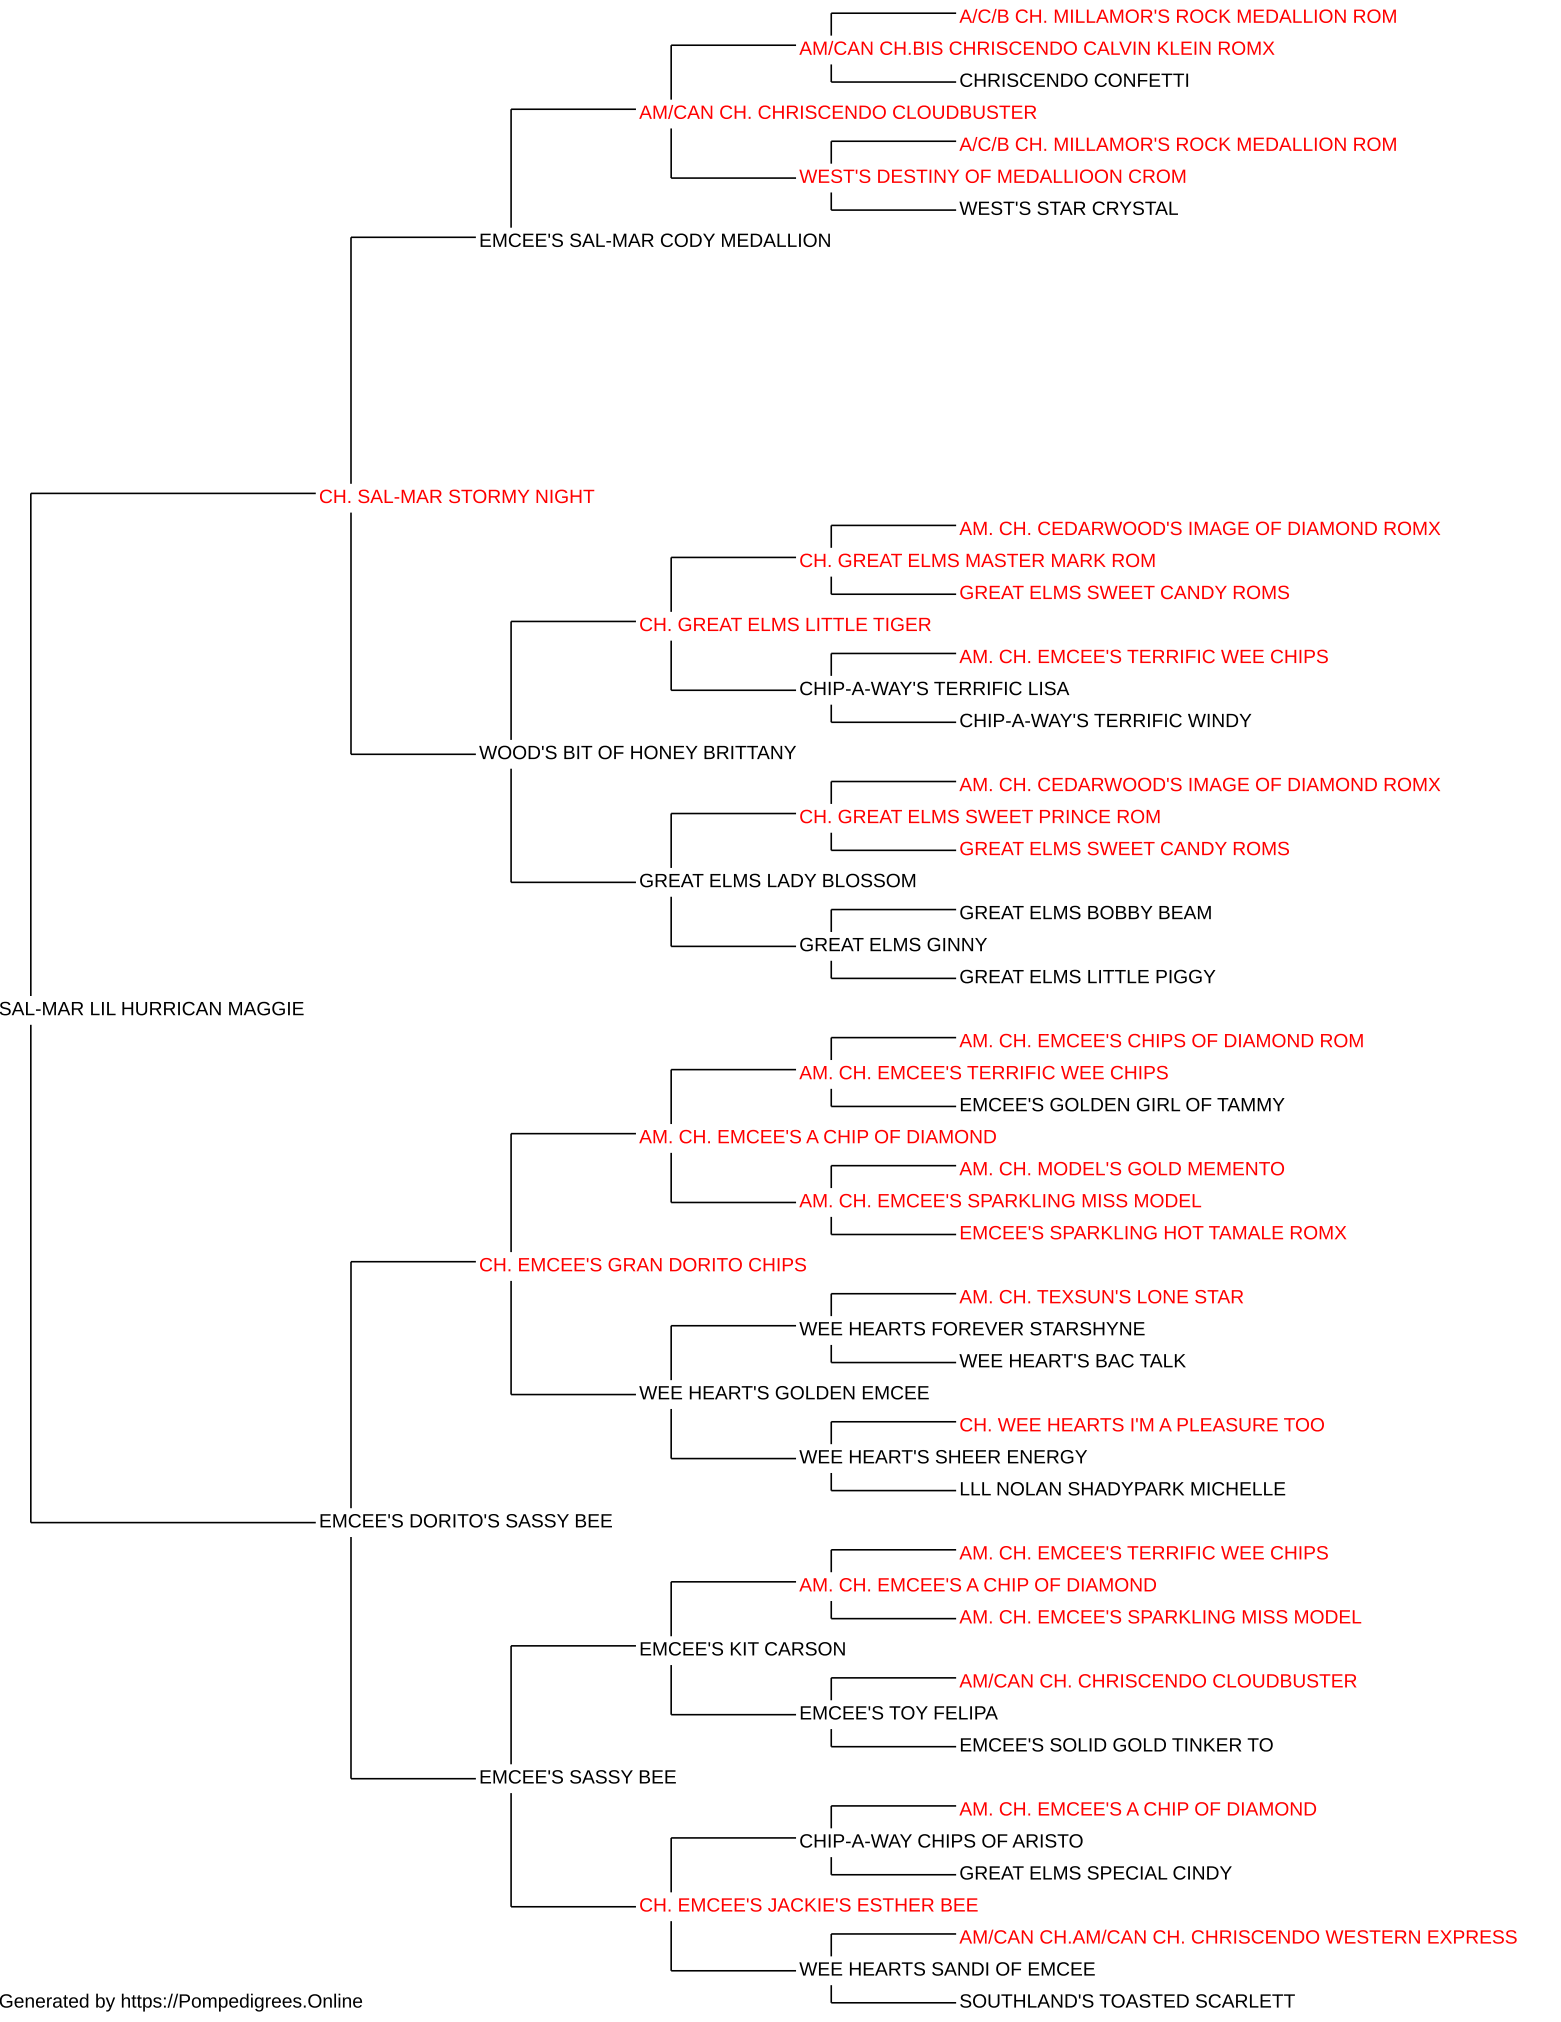 A/C/B CH. MILLAMOR'S ROCK MEDALLION ROM
AM/CAN CH.BIS CHRISCENDO CALVIN KLEIN ROMX
CHRISCENDO CONFETTI
AM/CAN CH. CHRISCENDO CLOUDBUSTER
A/C/B CH. MILLAMOR'S ROCK MEDALLION ROM
WEST'S DESTINY OF MEDALLIOON CROM
WEST'S STAR CRYSTAL
EMCEE'S SAL-MAR CODY MEDALLION
CH. SAL-MAR STORMY NIGHT
AM. CH. CEDARWOOD'S IMAGE OF DIAMOND ROMX
CH. GREAT ELMS MASTER MARK ROM
GREAT ELMS SWEET CANDY ROMS
CH. GREAT ELMS LITTLE TIGER
AM. CH. EMCEE'S TERRIFIC WEE CHIPS
CHIP-A-WAY'S TERRIFIC LISA
CHIP-A-WAY'S TERRIFIC WINDY
WOOD'S BIT OF HONEY BRITTANY
AM. CH. CEDARWOOD'S IMAGE OF DIAMOND ROMX
CH. GREAT ELMS SWEET PRINCE ROM
GREAT ELMS SWEET CANDY ROMS
GREAT ELMS LADY BLOSSOM
GREAT ELMS BOBBY BEAM
GREAT ELMS GINNY
GREAT ELMS LITTLE PIGGY
SAL-MAR LIL HURRICAN MAGGIE
AM. CH. EMCEE'S CHIPS OF DIAMOND ROM
AM. CH. EMCEE'S TERRIFIC WEE CHIPS
EMCEE'S GOLDEN GIRL OF TAMMY
AM. CH. EMCEE'S A CHIP OF DIAMOND
AM. CH. MODEL'S GOLD MEMENTO
AM. CH. EMCEE'S SPARKLING MISS MODEL
EMCEE'S SPARKLING HOT TAMALE ROMX
CH. EMCEE'S GRAN DORITO CHIPS
AM. CH. TEXSUN'S LONE STAR
WEE HEARTS FOREVER STARSHYNE
WEE HEART'S BAC TALK
WEE HEART'S GOLDEN EMCEE
CH. WEE HEARTS I'M A PLEASURE TOO
WEE HEART'S SHEER ENERGY
LLL NOLAN SHADYPARK MICHELLE
EMCEE'S DORITO'S SASSY BEE
AM. CH. EMCEE'S TERRIFIC WEE CHIPS
AM. CH. EMCEE'S A CHIP OF DIAMOND
AM. CH. EMCEE'S SPARKLING MISS MODEL
EMCEE'S KIT CARSON
AM/CAN CH. CHRISCENDO CLOUDBUSTER
EMCEE'S TOY FELIPA
EMCEE'S SOLID GOLD TINKER TO
EMCEE'S SASSY BEE
AM. CH. EMCEE'S A CHIP OF DIAMOND
CHIP-A-WAY CHIPS OF ARISTO
GREAT ELMS SPECIAL CINDY
CH. EMCEE'S JACKIE'S ESTHER BEE
AM/CAN CH.AM/CAN CH. CHRISCENDO WESTERN EXPRESS
WEE HEARTS SANDI OF EMCEE
SOUTHLAND'S TOASTED SCARLETT
Generated by https://Pompedigrees.Online